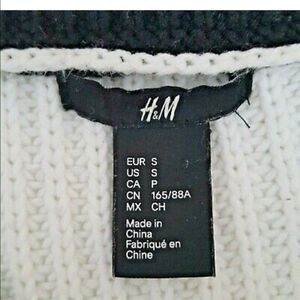 H&M
EUR S
US S
CA P
CN 165/88A
MX CH
Made in
China
Fabriqué en
Chine